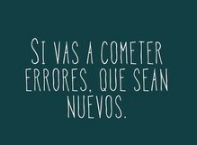 SI VAS A COMETER
ERRORES, QUE SEAN
NUEVOS.